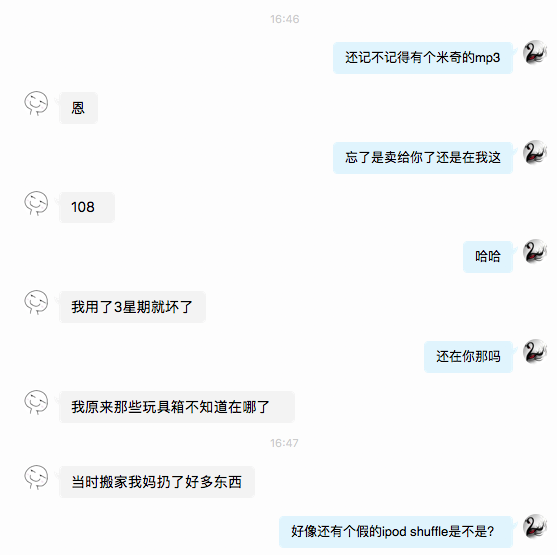 16:46
还记不记得有个米奇的mp3
恩
忘了是卖给你了还是在我这
108
哈哈
我用了3星期就坏了
还在你那吗
我原来那些玩具箱不知道在哪了
16:47
当时搬家我妈扔了好多东西
好像还有个假的ipod shuffle是不是?